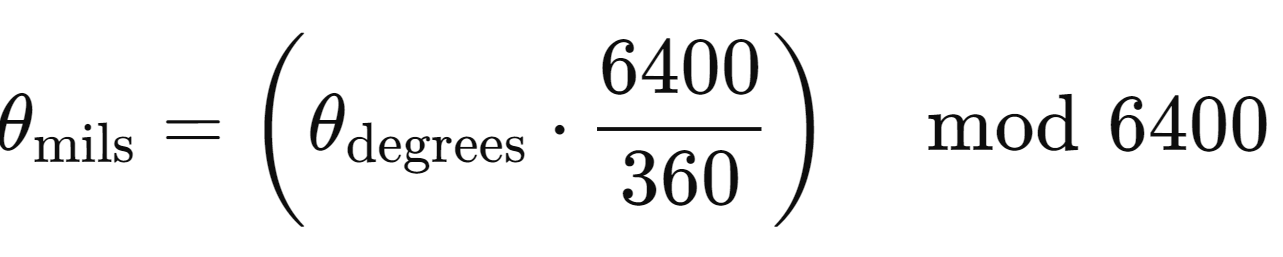 θ_mils = (θ_degrees · 6400/360) mod 6400